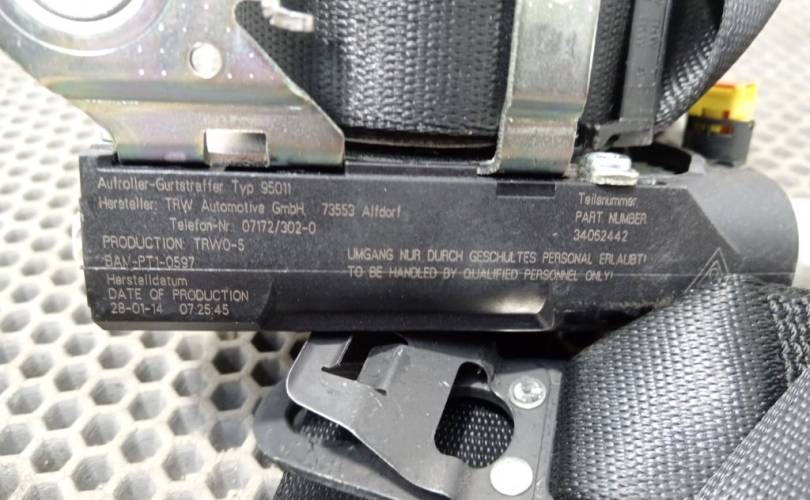 Aufroller-Gurtstraffer Typ 95011
Hersteller: TRW Automotive GmbH, 73553 Alfdorf
Telefon-Nr.: 07172/302-0
PRODUCTION: TRWO-5
BAM-PT1-0597
Herstelldatum
DATE OF PRODUCTION
28-01-14 07:25:45
UMGANG NUR DURCH GESCHULTES PERSONAL ERLAUBT!
TO BE HANDLED BY QUALIFIED PERSONNEL ONLY!
Teilenummer
PART NUMBER
34062442